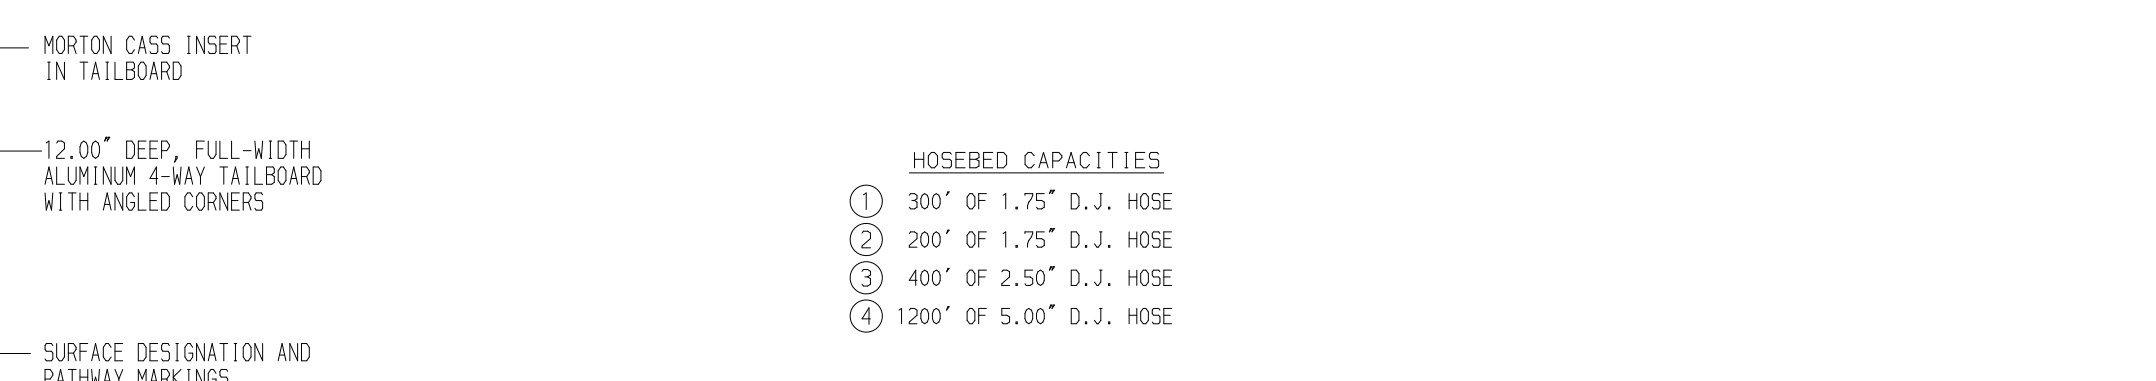 MORTON CASS INSERT
IN TAILBOARD
12.00" DEEP, FULL-WIDTH
ALUMINUM 4-WAY TAILBOARD
WITH ANGLED CORNERS
SURFACE DESIGNATION AND
PATHWAY MARKINGS
HOSEBED CAPACITIES
1 300' OF 1.75" D.J. HOSE
2 200' OF 1.75" D.J. HOSE
3 400' OF 2.50" D.J. HOSE
4 1200' OF 5.00" D.J. HOSE